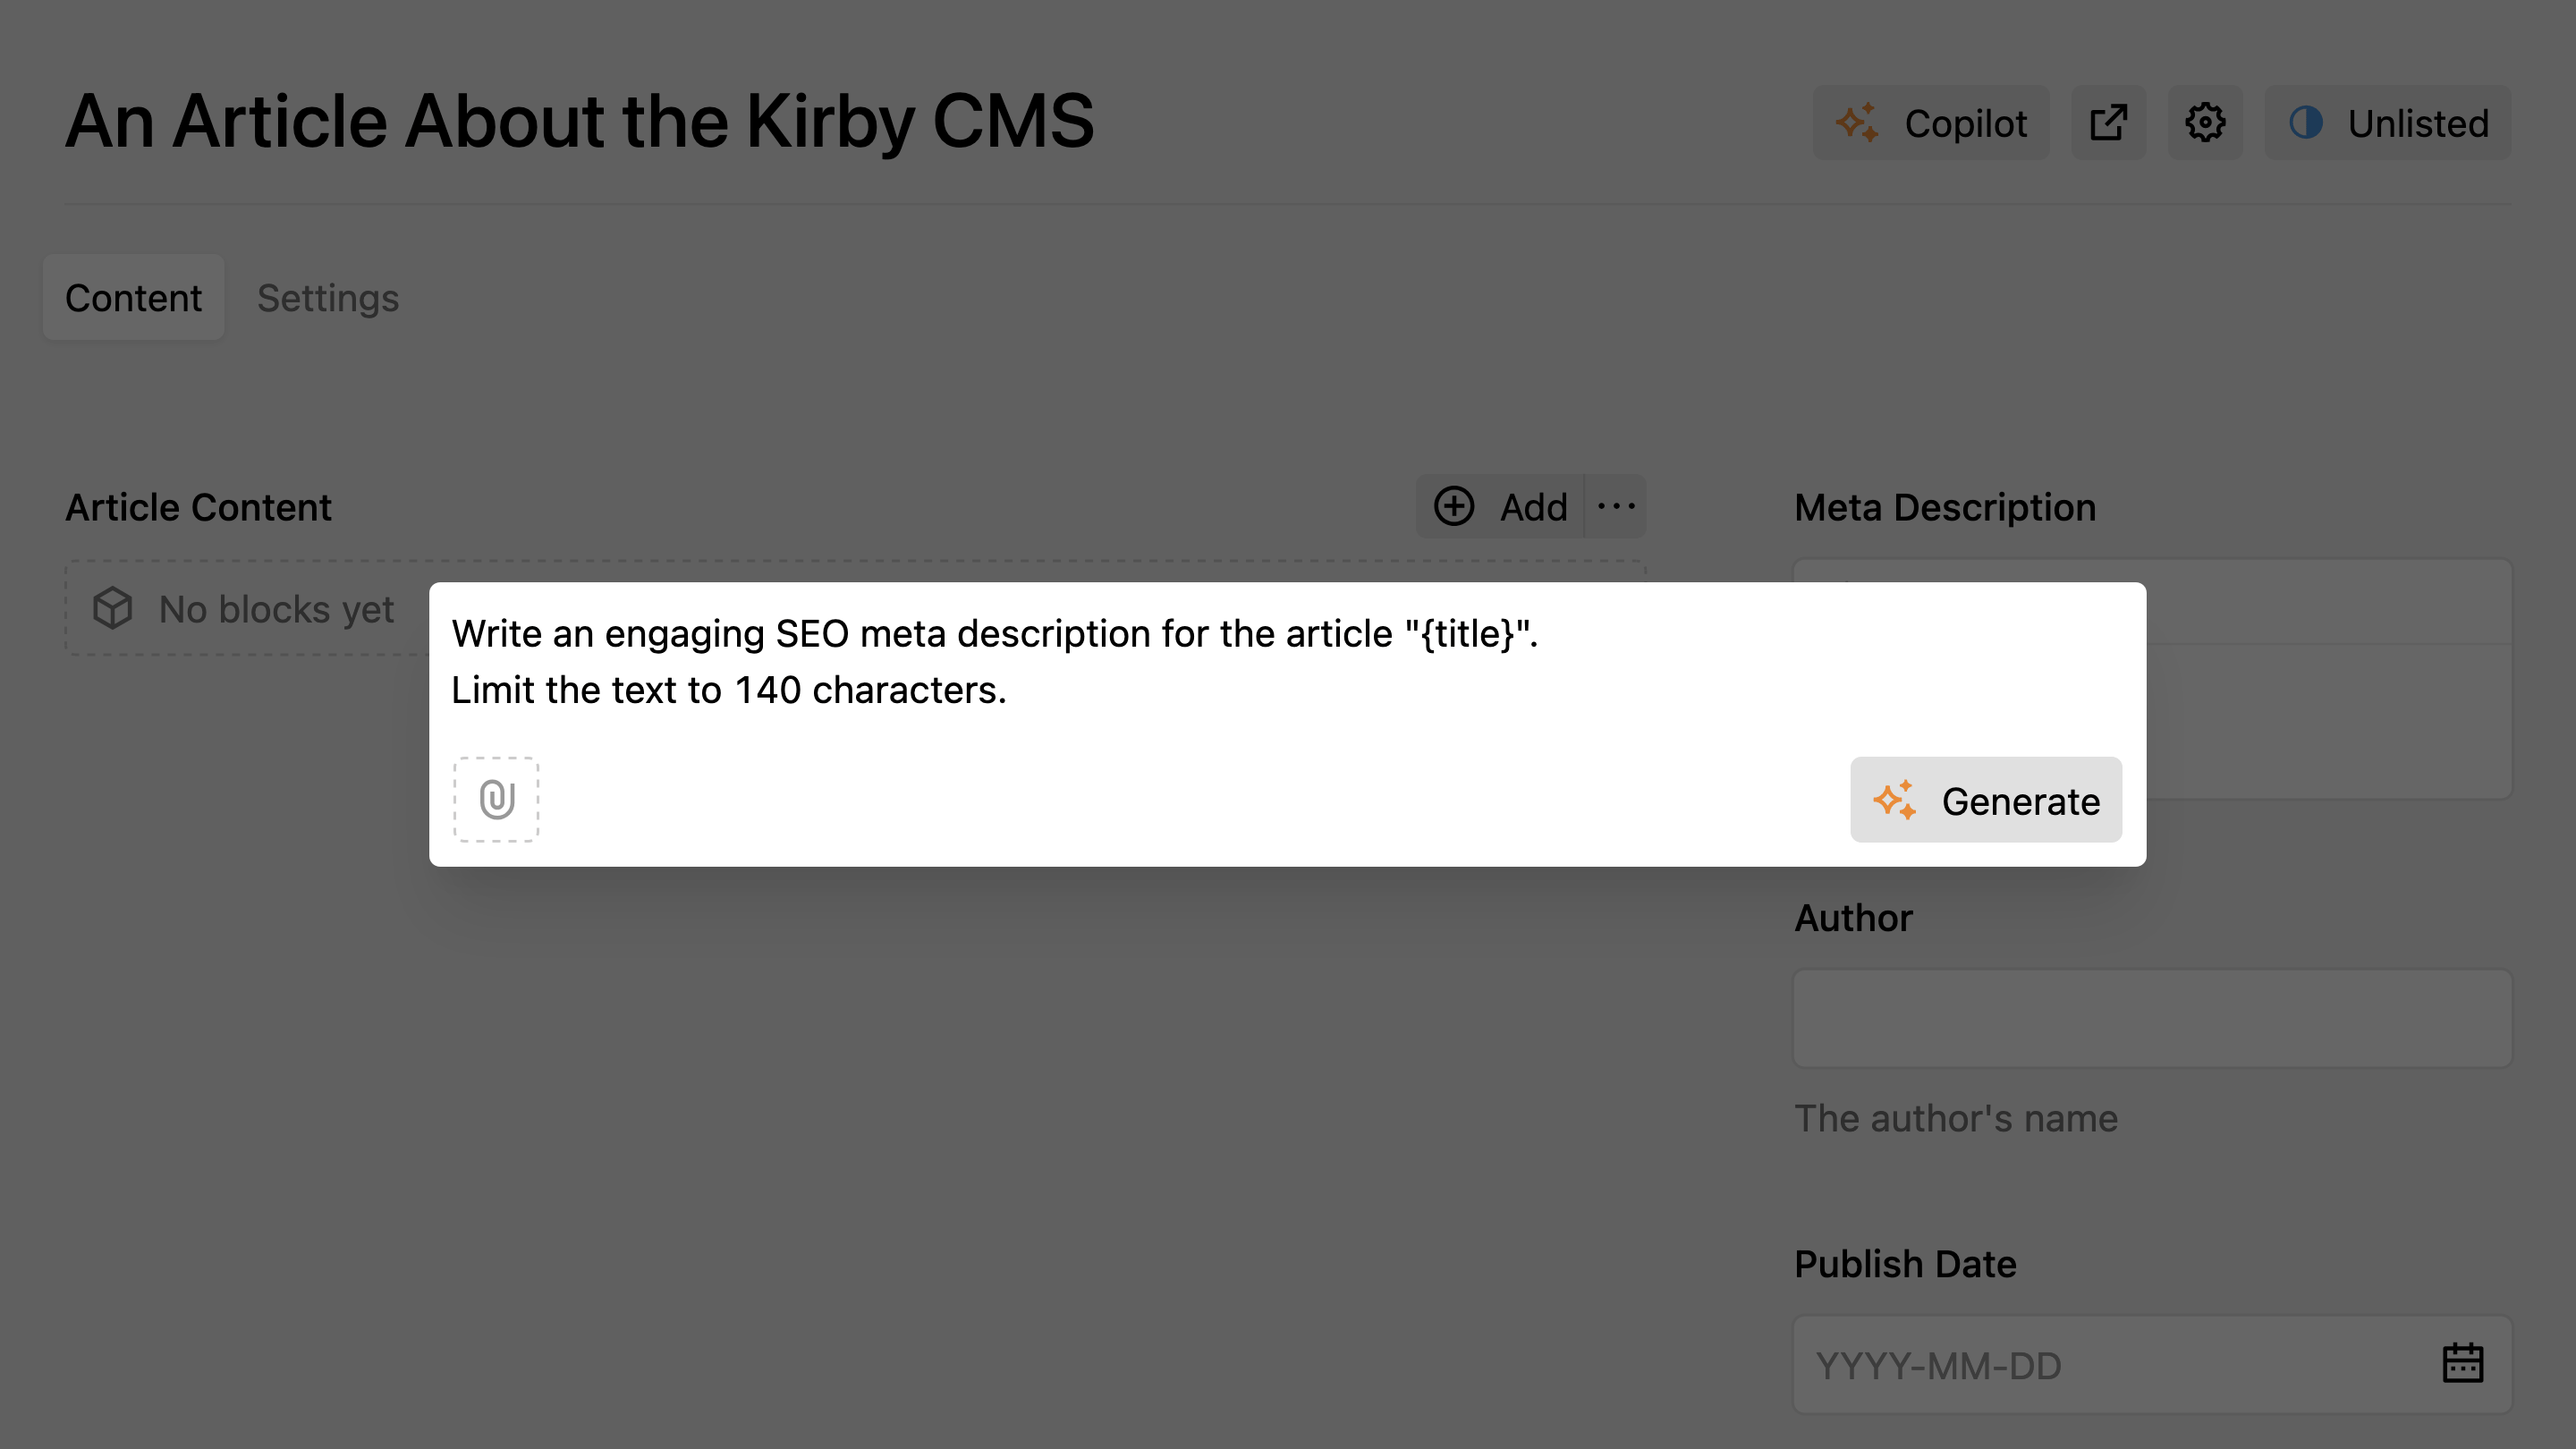 An Article About the Kirby CMS
Copilot
Unlisted
Content
Settings
Article Content
Add
Meta Description
No blocks yet
Write an engaging SEO meta description for the article "{title}".
Limit the text to 140 characters.
Generate
Author
The author's name
Publish Date
YYYY-MM-DD